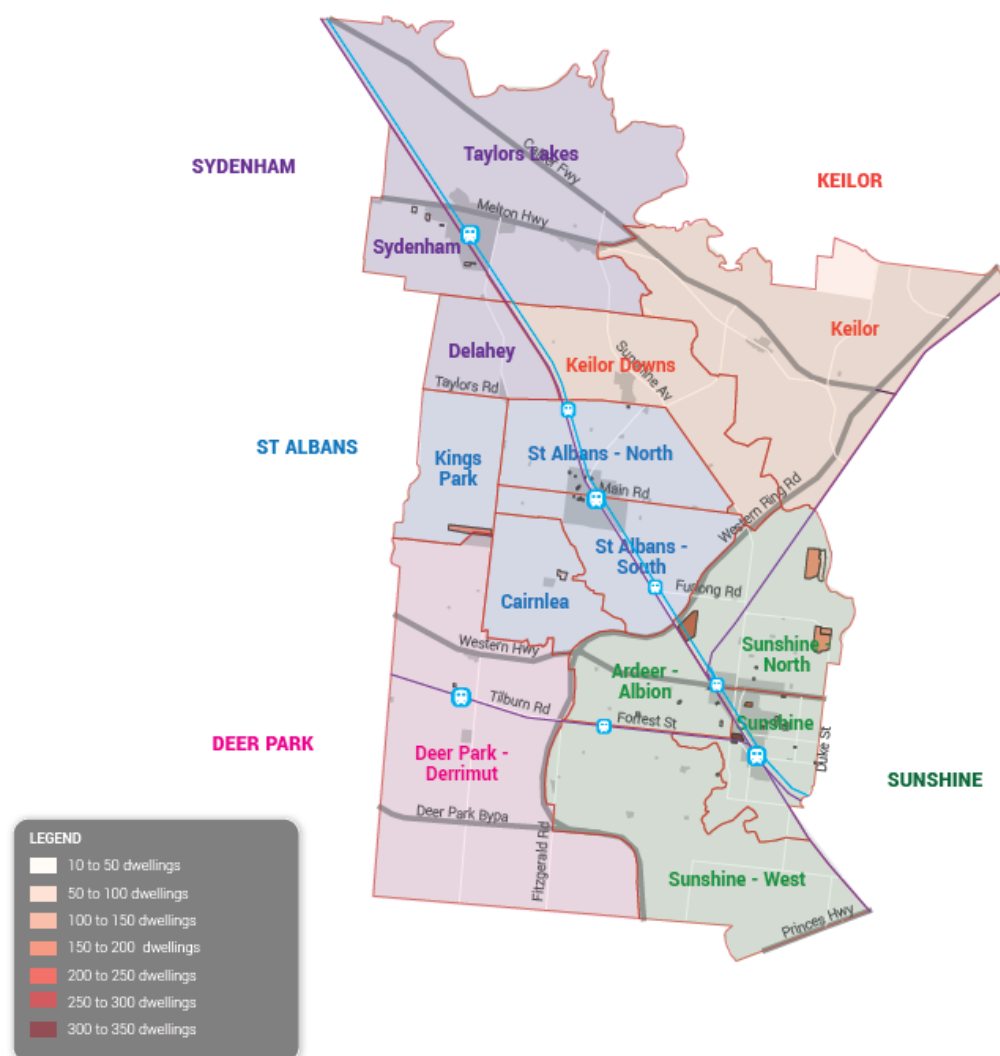 Taylors Lakes
Calder Fwy
SYDENHAM
KEILOR
Melton Hwy
Sydenham
Keilor
Delahey
Keilor Downs
Sunshine Av
Taylors Rd
ST ALBANS
St Albans - North
Kings
Park
Main Rd
Western Ring Rd
St Albans -
South
Furlong Rd
Cairnlea
Western Hwy
Sunshine -
North
Ardeer -
Albion
Tilburn Rd
Forrest St
Sunshine
Duke St
DEER PARK
Deer Park -
Derrimut
SUNSHINE
Deer Park Bypa
Fitzgerald Rd
Sunshine - West
Princes Hwy
LEGEND
10 to 50 dwellings
50 to 100 dwellings
100 to 150 dwellings
150 to 200 dwellings
200 to 250 dwellings
250 to 300 dwellings
300 to 350 dwellings